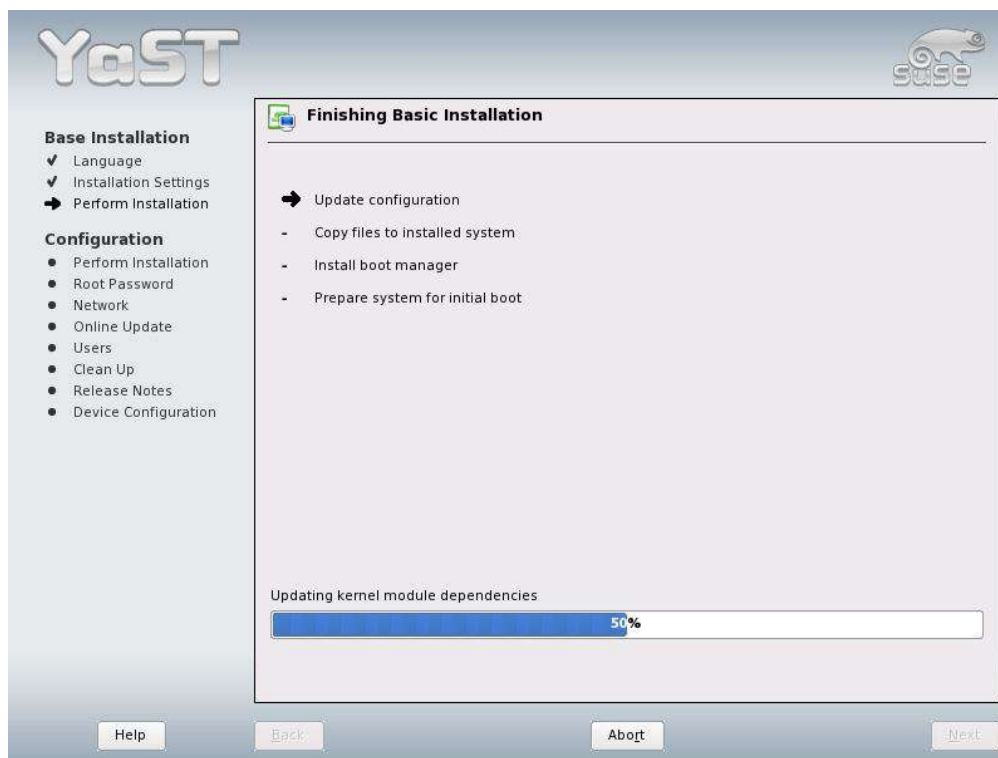 YaST
suse
Base Installation
Language
Installation Settings
Perform Installation
Configuration
Perform Installation
Root Password
Network
Online Update
Users
Clean Up
Release Notes
Device Configuration
Finishing Basic Installation
Update configuration
- Copy files to installed system
- Install boot manager
- Prepare system for initial boot
Updating kernel module dependencies
50%
Help
Back
Abort
Next